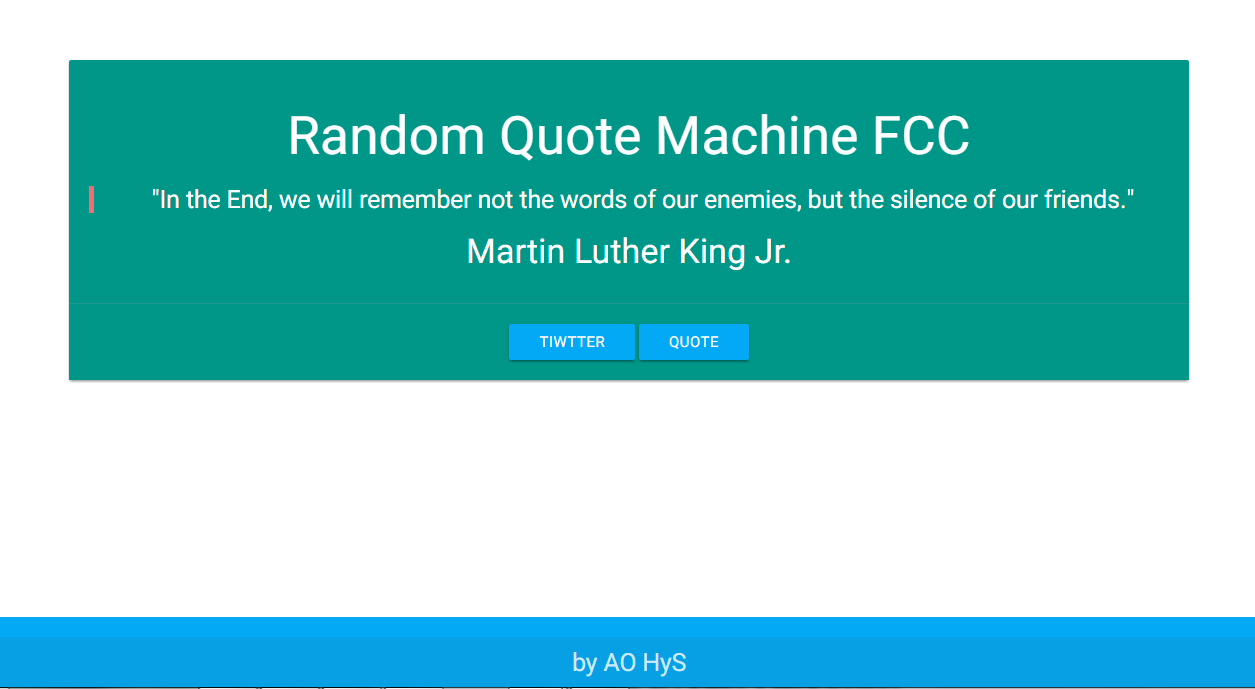 Random Quote Machine FCC
"In the End, we will remember not the words of our enemies, but the silence of our friends."
Martin Luther King Jr.
TIWTTER QUOTE
by AO HyS